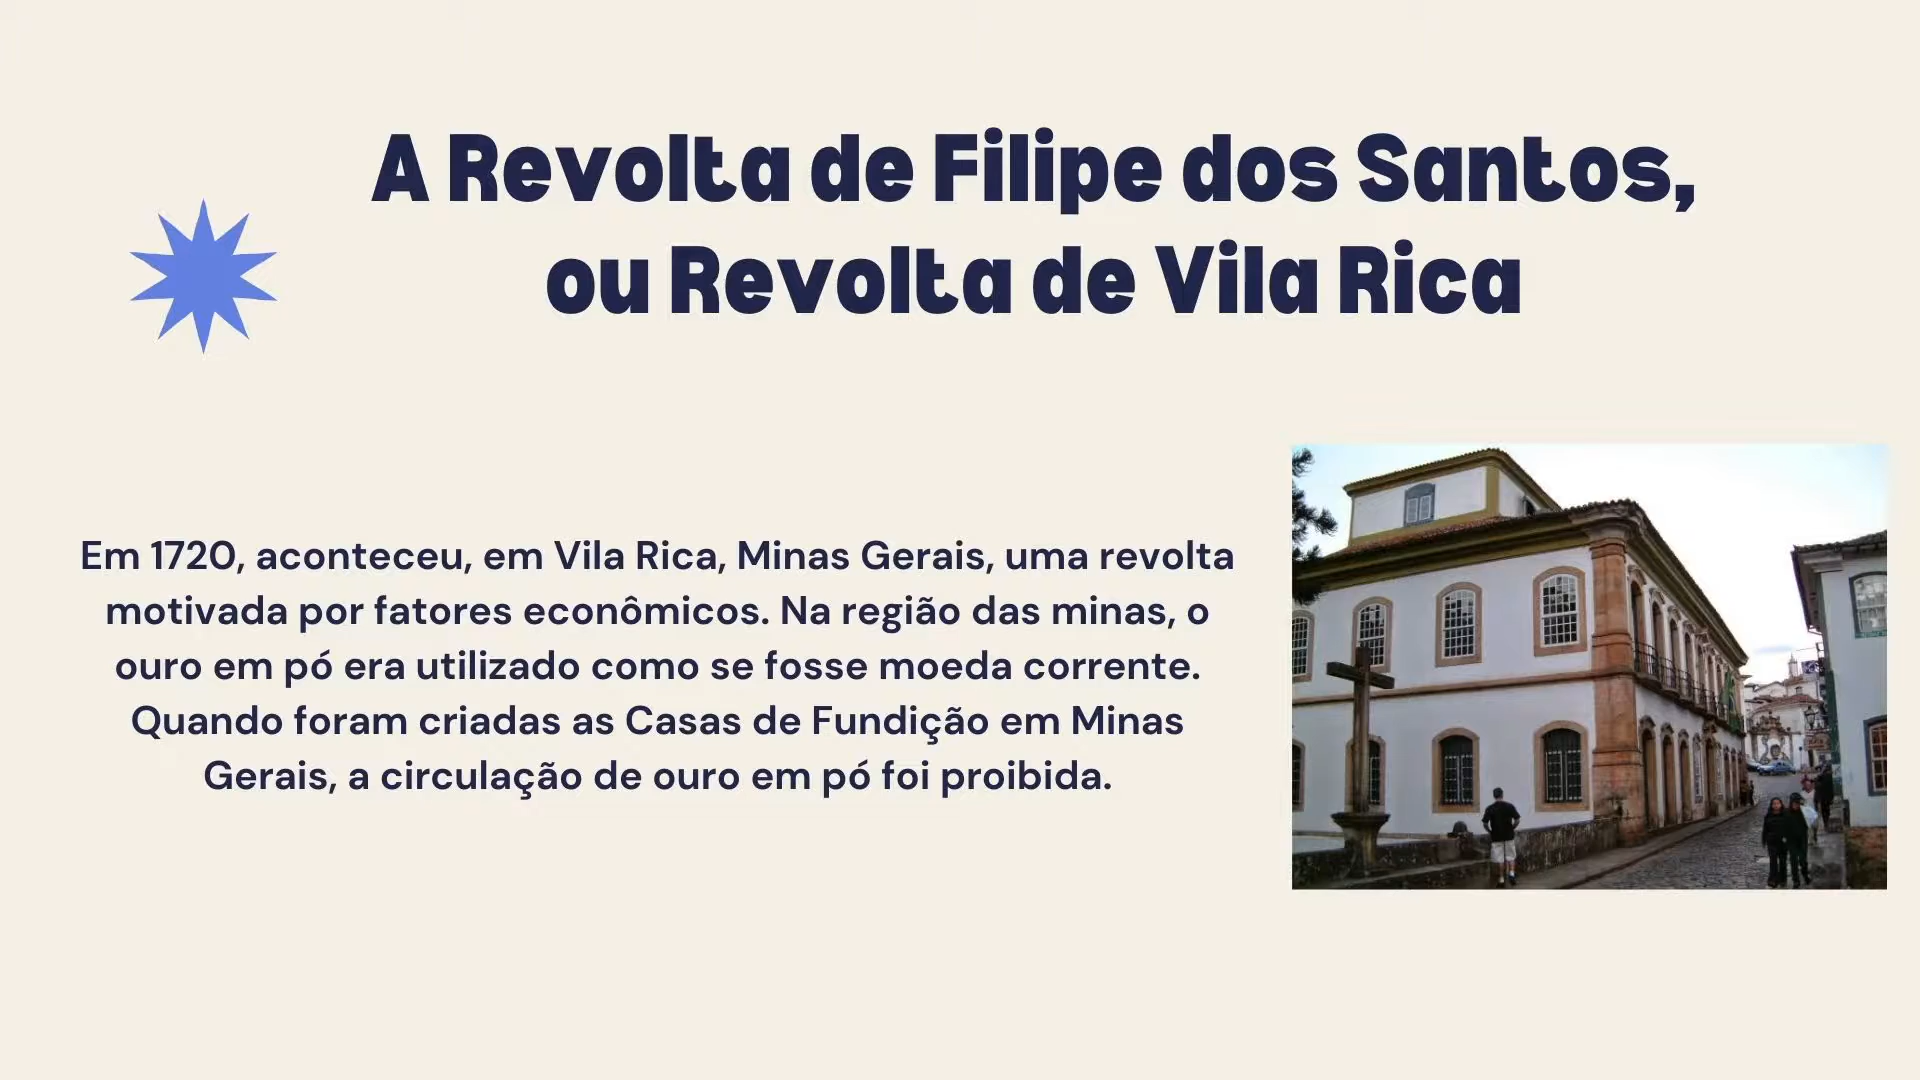 A Revolta de Filipe dos Santos,
ou Revolta de Vila Rica
Em 1720, aconteceu, em Vila Rica, Minas Gerais, uma revolta
motivada por fatores econômicos. Na região das minas, o
ouro em pó era utilizado como se fosse moeda corrente.
Quando foram criadas as Casas de Fundição em Minas
Gerais, a circulação de ouro em pó foi proibida.